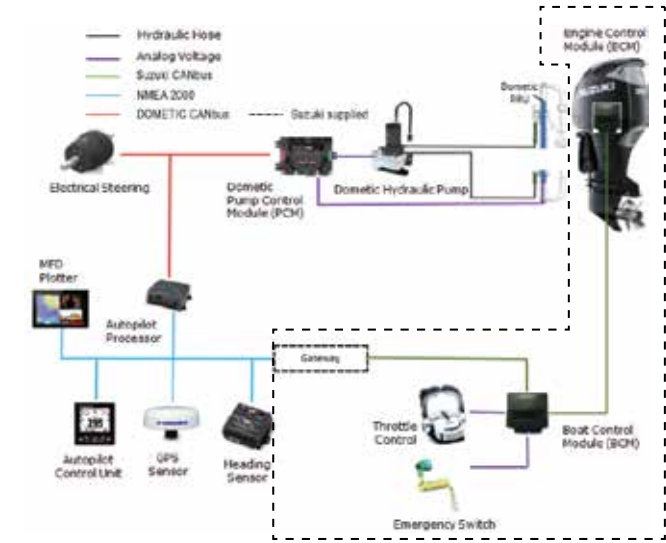 Hydraulic Hose
Analog Voltage
Suzuki CANbus
NMEA 2000
DOMETIC CANbus
Suzuki supplied
Engine Control
Module (ECM)
SUZUKI
Dometic
Electrical Steering
Dometic
Pump Control
Module (PCM)
Dometic Hydraulic Pump
MFD
Plotter
Autopilot
Processor
Gateway
Throttle
Control
Boat Control
Module (BCM)
Autopilot
Control Unit
GPS
Sensor
Heading
Sensor
Emergency Switch